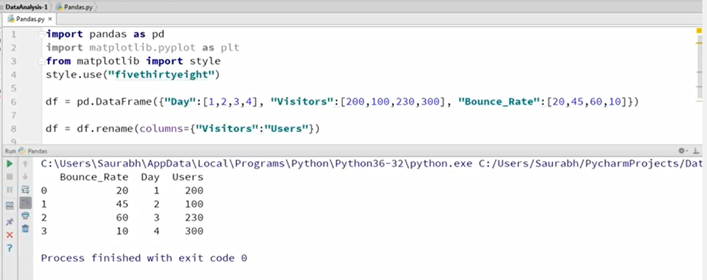 DataAnalysis-1 Pandas.py
Pandas.py ×
1 import pandas as pd
2 import matplotlib.pyplot as plt
3 from matplotlib import style
4 style.use("fivethirtyeight")
5
6 df = pd.DataFrame({"Day":[1,2,3,4], "Visitors":[200,100,230,300], "Bounce_Rate":[20,45,60,10]})
7
8 df = df.rename(columns={"Visitors":"Users"})
9
Run Pandas
C:\Users\Saurabh\AppData\Local\Programs\Python\Python36-32\python.exe C:/Users/Saurabh/PycharmProjects/Dat
Bounce_Rate Day Users
0 20 1 200
1 45 2 100
2 60 3 230
3 10 4 300
Process finished with exit code 0